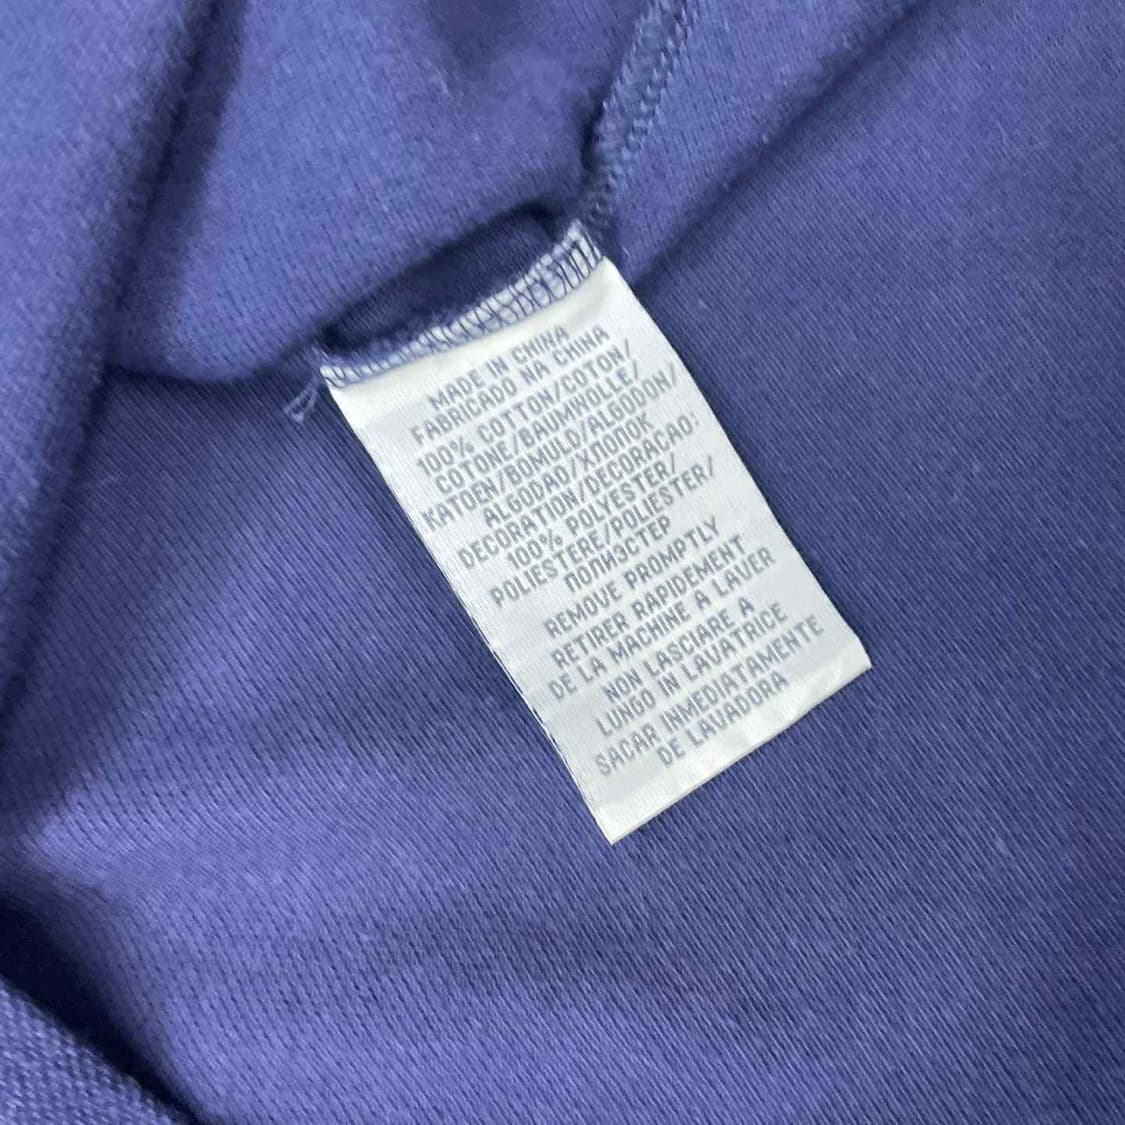 MADE IN CHINA
FABRICADO NA CHINA
100% COTTON/COTON/
COTONE/BAUMWOLLE/
KATOEN/BOMULD/ALGODON/
ALGODAO/ХЛОПОК
DECORATION/DECORACAO:
100% POLYESTER/
POLIESTERE/POLIESTER/
ПОЛИЭСТЕР
REMOVE PROMPTLY
RETIRER RAPIDEMENT
DE LA MACHINE A LAVER
NON LASCIARE A
LUNGO IN LAVATRICE
SACAR INMEDIATAMENTE
DE LAVADORA